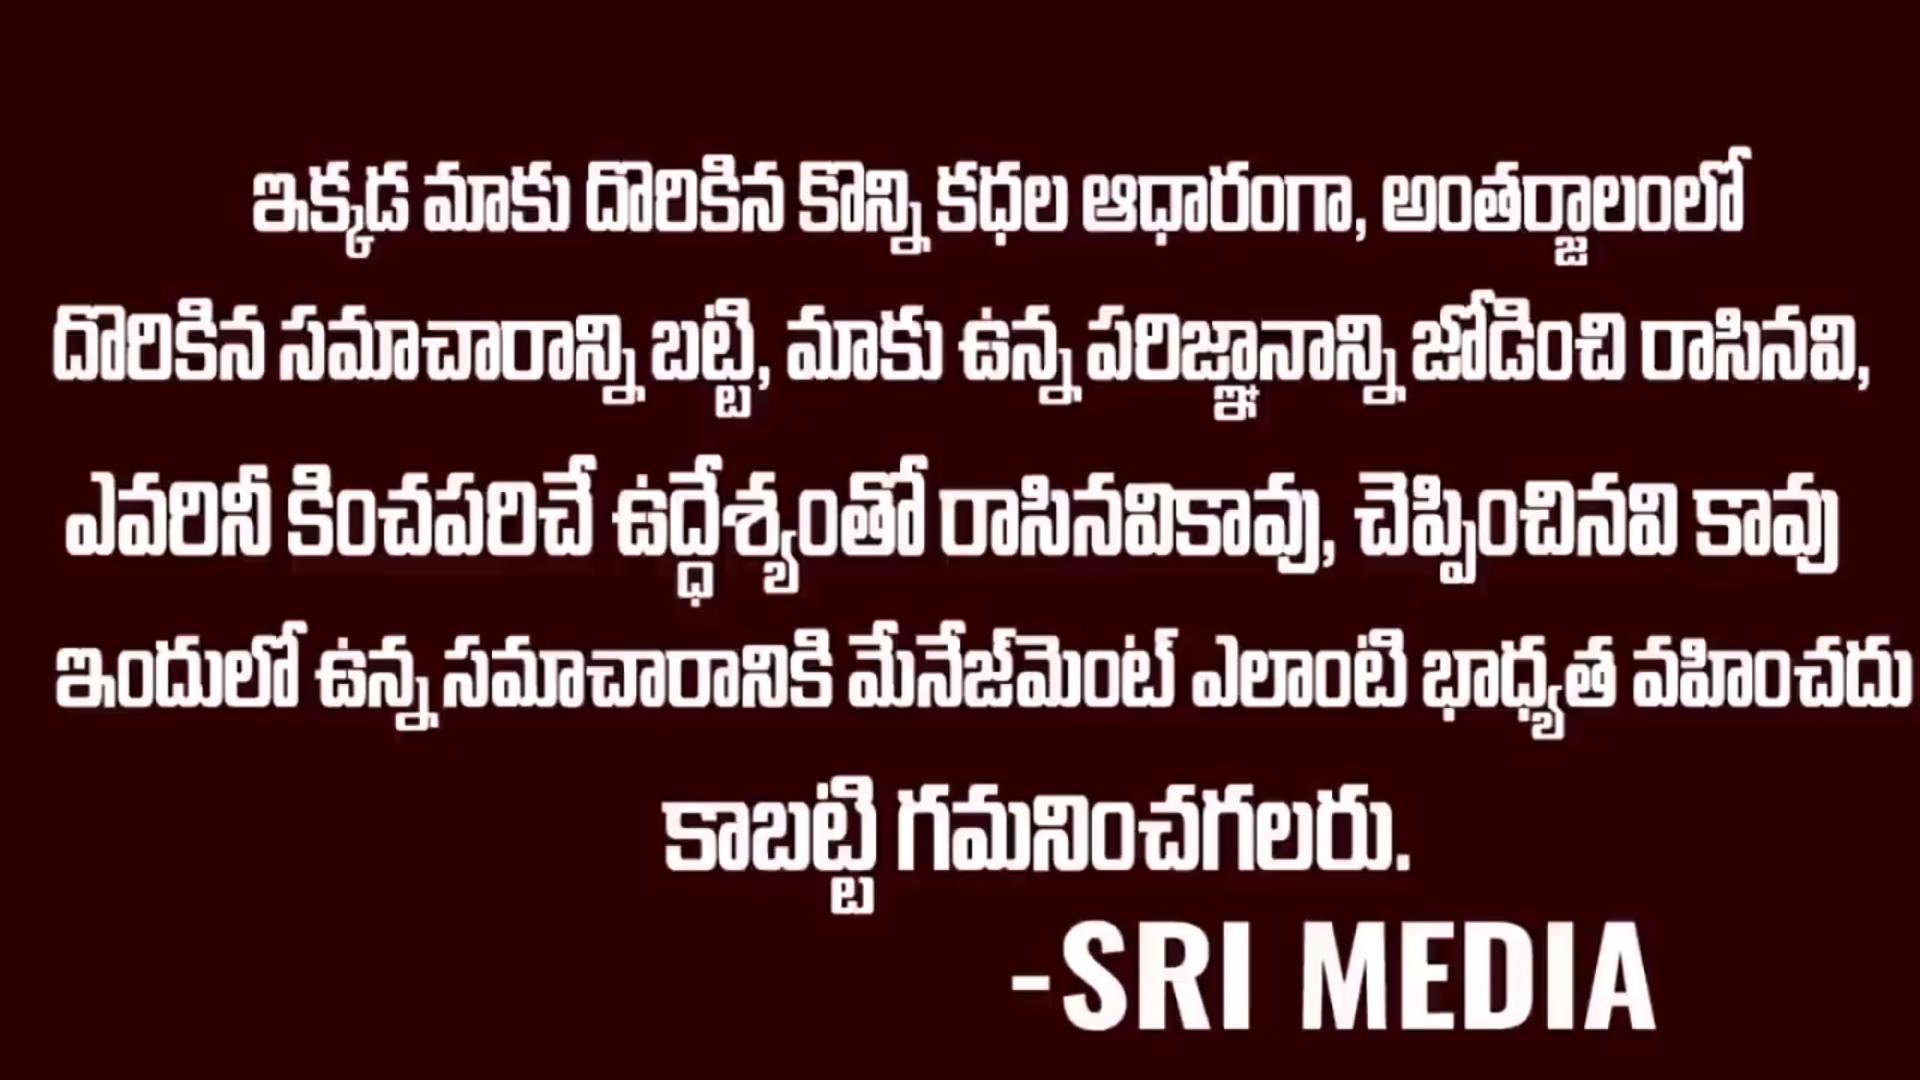 ఇక్కడ మాకు దొరికిన కొన్ని కధల ఆధారంగా, అంతర్జాలంలో
దొరికిన సమాచారాన్ని బట్టి, మాకు ఉన్న పరిజ్ఞానాన్ని జోడించి రాసినవి,
ఎవరినీ కించపరిచే ఉద్ధేశ్యంతో రాసినవికావు, చెప్పించినవి కావు
ఇందులో ఉన్న సమాచారానికి మేనేజ్‌మెంట్ ఎలాంటి భాధ్యత వహించదు
కాబట్టి గమనించగలరు.
-SRI MEDIA